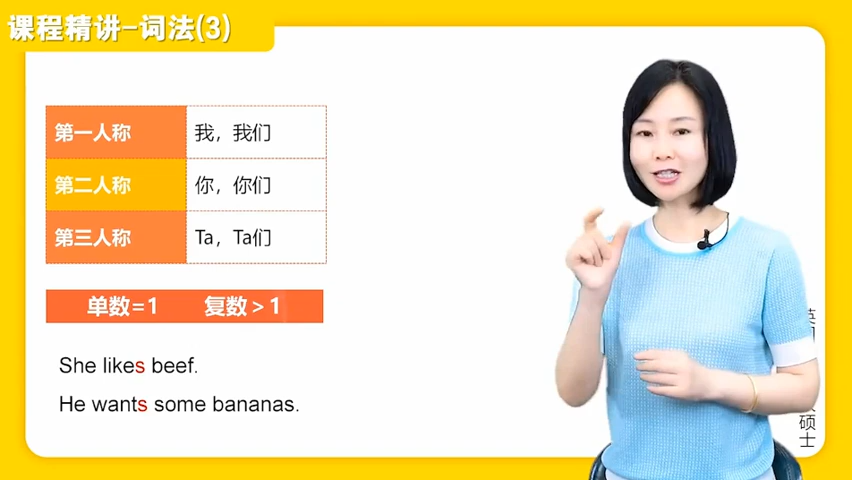 课程精讲-词法(3)
第一人称 我，我们
第二人称 你，你们
第三人称 Ta，Ta们
单数=1 复数＞1
She likes beef.
He wants some bananas.
英
硕士